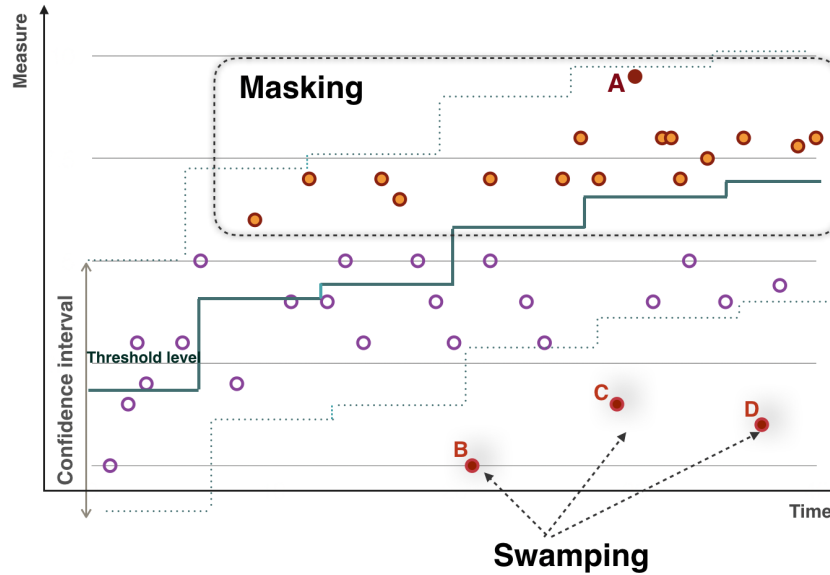 Measure
Masking
A
Confidence interval
Threshold level
C
D
B
Time
Swamping